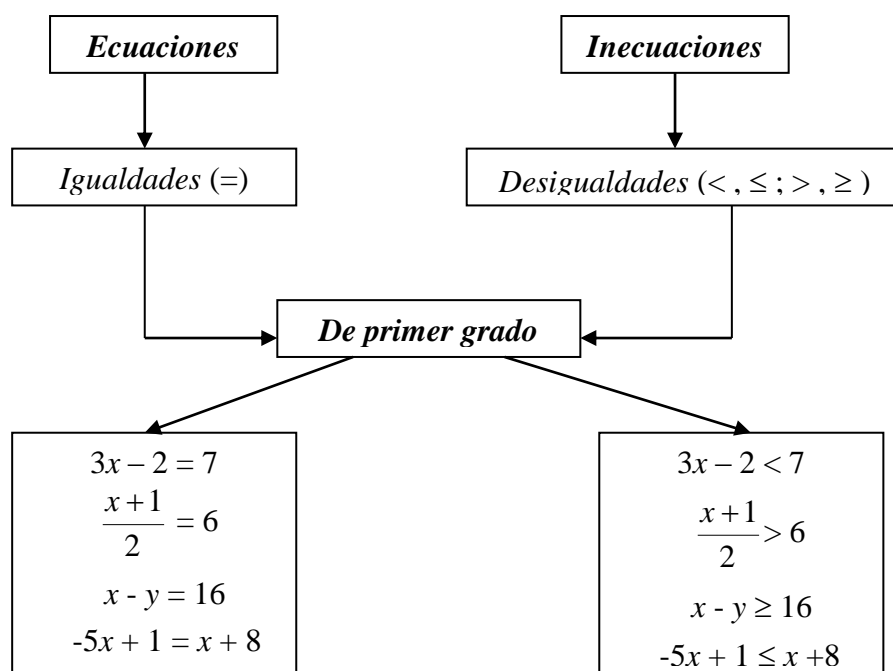 Ecuaciones
Inecuaciones
Igualdades (=)
Desigualdades (< , ≤ ; > , ≥ )
De primer grado
3x – 2 = 7
x + 1
2
= 6
x - y = 16
-5x + 1 = x + 8
3x – 2 < 7
x + 1
2
> 6
x - y ≥ 16
-5x + 1 ≤ x +8